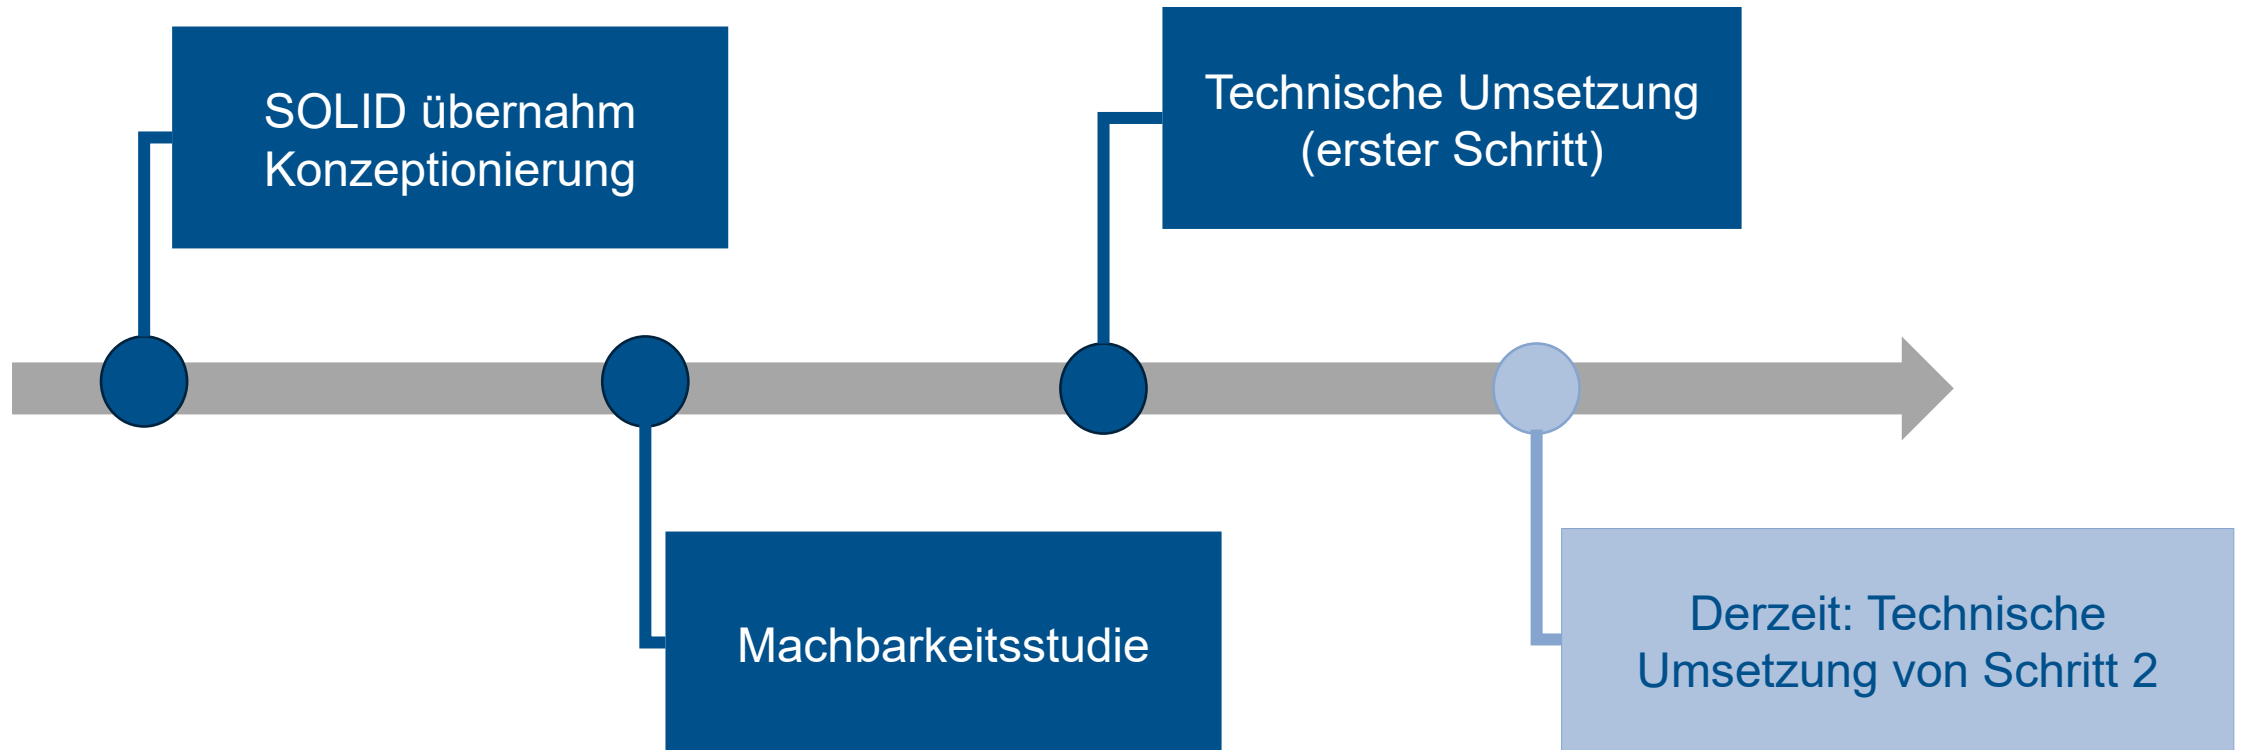 SOLID übernahm
Konzeptionierung
Technische Umsetzung
(erster Schritt)
Machbarkeitsstudie
Derzeit: Technische
Umsetzung von Schritt 2